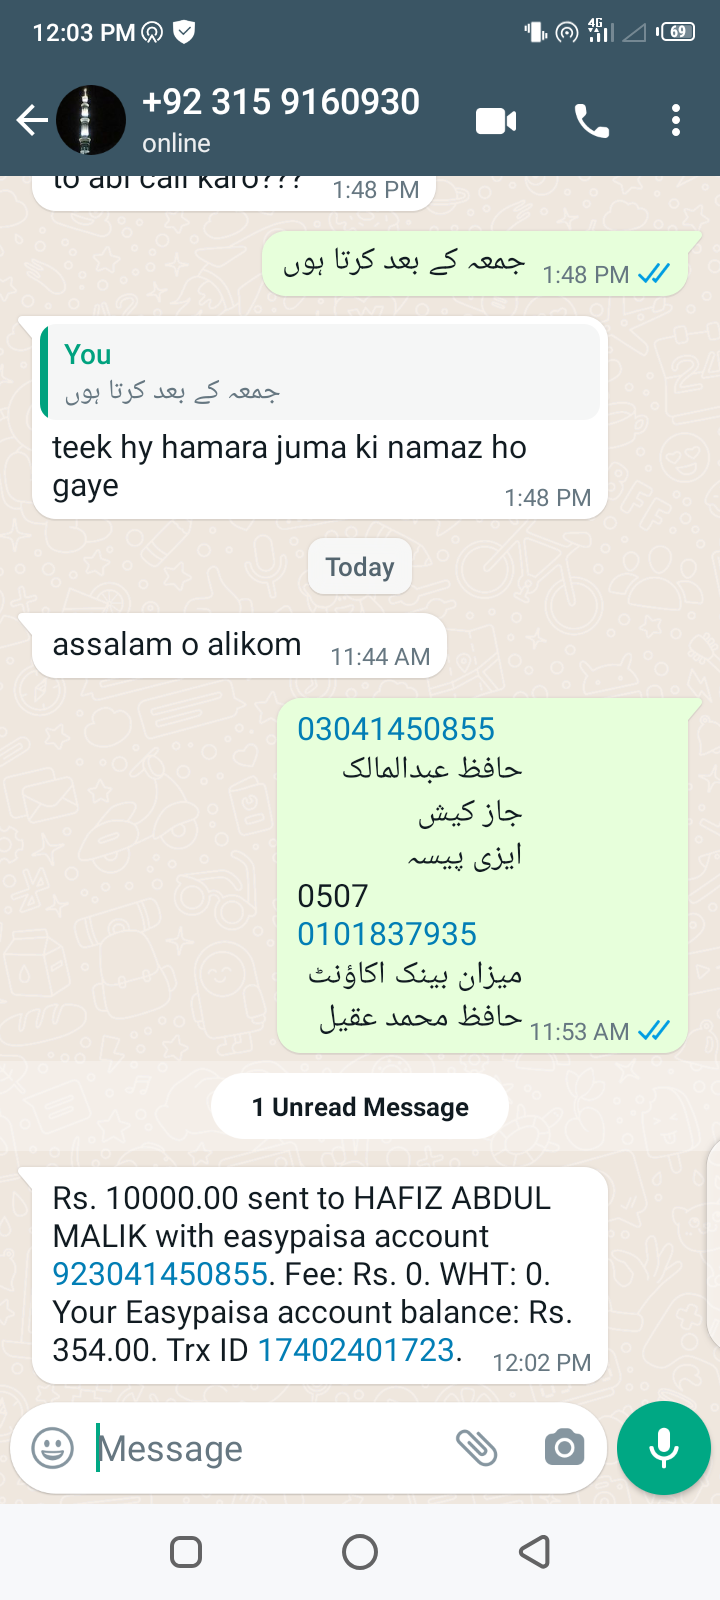 12:03 PM
4G
69
+92 315 9160930
online
to abi call karo???
1:48 PM
جمعہ کے بعد کرتا ہوں
1:48 PM
You
جمعہ کے بعد کرتا ہوں
teek hy hamara juma ki namaz ho
gaye
1:48 PM
Today
assalam o alikom
11:44 AM
03041450855
حافظ عبدالمالک
جاز کیش
ایزی پیسہ
0507
0101837935
میزان بینک اکاؤنٹ
حافظ محمد عقیل
11:53 AM
1 Unread Message
Rs. 10000.00 sent to HAFIZ ABDUL
MALIK with easypaisa account
923041450855. Fee: Rs. 0. WHT: 0.
Your Easypaisa account balance: Rs.
354.00. Trx ID 17402401723.
12:02 PM
Message